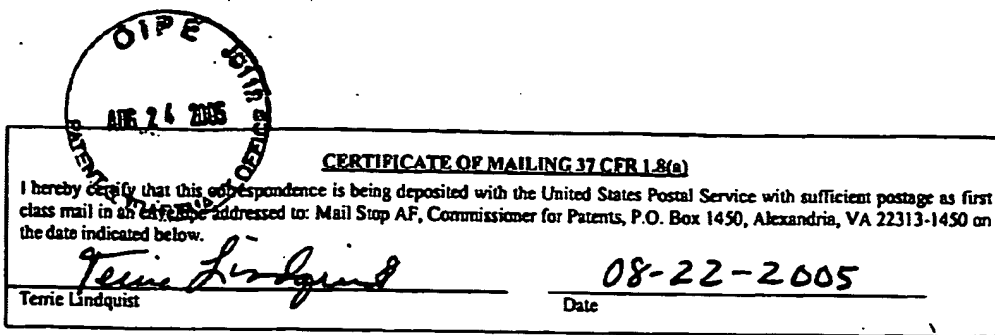 OIPE
AUG 24 2005
PATENT OFFICE
CERTIFICATE OF MAILING 37 CFR 1.8(a)
I hereby certify that this correspondence is being deposited with the United States Postal Service with sufficient postage as first
class mail in an envelope addressed to: Mail Stop AF, Commissioner for Patents, P.O. Box 1450, Alexandria, VA 22313-1450 on
the date indicated below.
Terrie Lindquist 08-22-2005
Terrie Lindquist Date